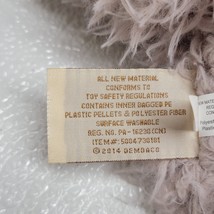 ALL NEW MATERIAL
CONFORMS TO
TOY SAFETY REGULATIONS
CONTAINS INNER BAGGED PE
PLASTIC PELLETS & POLYESTER FIBER
SURFACE WASHABLE
REG. NO. PA-16230 (CN)
ITEM#: 5004730101
© 2014 DEMDACO